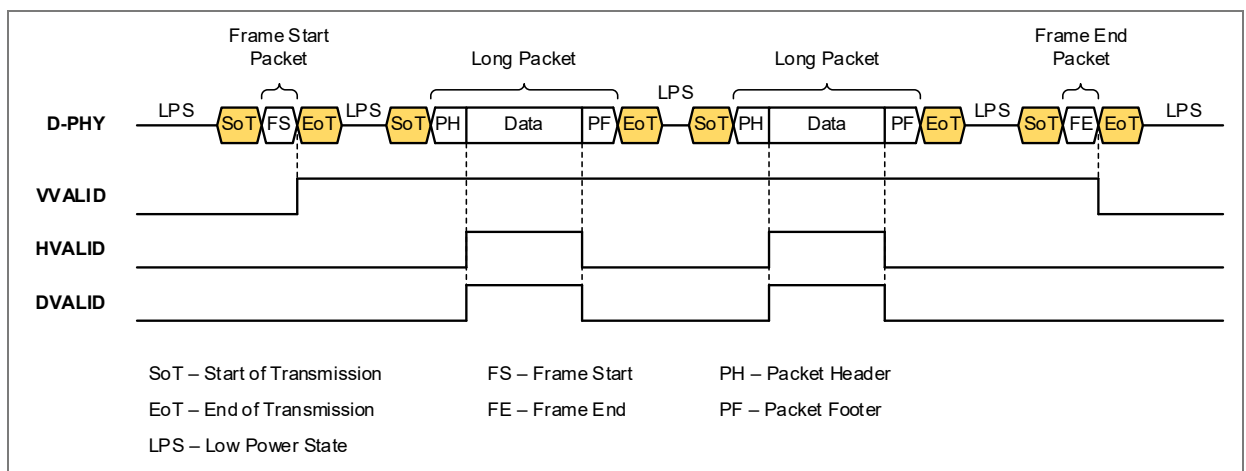 Frame Start
Packet
Long Packet
Long Packet
Frame End
Packet
D-PHY
LPS
SoT
FS
EoT
LPS
SoT
PH
Data
PF
EoT
LPS
SoT
PH
Data
PF
EoT
LPS
SoT
FE
EoT
LPS
VVALID
HVALID
DVALID
SoT – Start of Transmission
FS – Frame Start
PH – Packet Header
EoT – End of Transmission
FE – Frame End
PF – Packet Footer
LPS – Low Power State